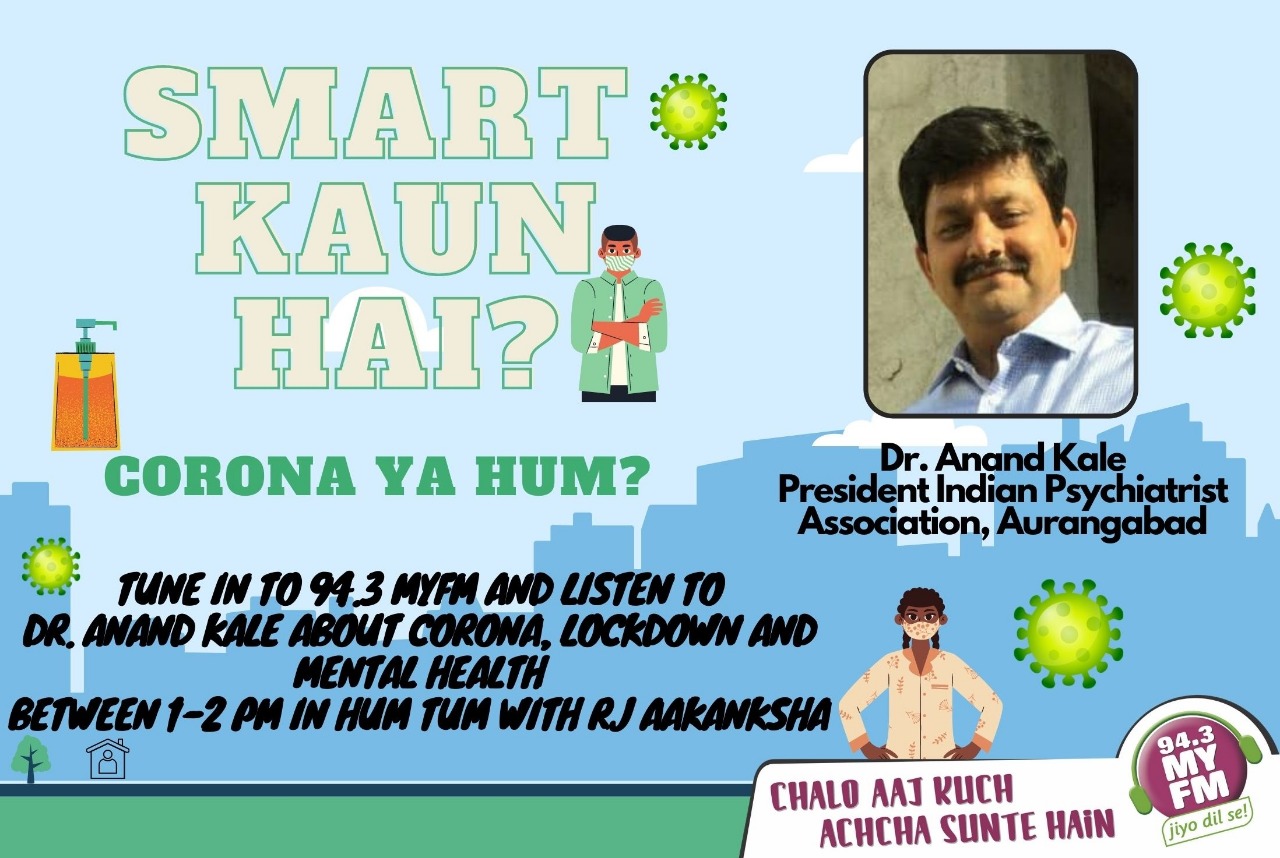 SMART
KAUN
HAI?
CORONA YA HUM?
Dr. Anand Kale
President Indian Psychiatrist
Association, Aurangabad
TUNE IN TO 94.3 MYFM AND LISTEN TO
DR. ANAND KALE ABOUT CORONA, LOCKDOWN AND
MENTAL HEALTH
BETWEEN 1-2 PM IN HUM TUM WITH RJ AAKANKSHA
CHALO AAJ KUCH
ACHCHA SUNTE HAiN
94.3
MY
FM
jiyo dil se!